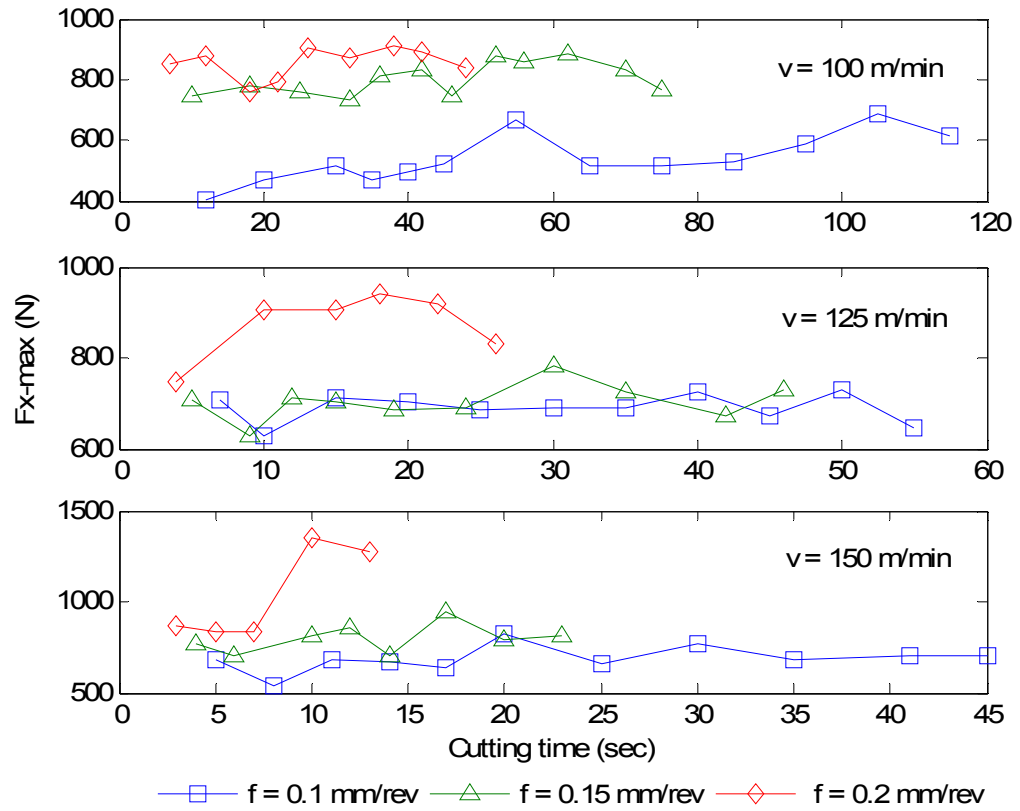 1000
800
600
400
v = 100 m/min
0 20 40 60 80 100 120
1000
800
600
v = 125 m/min
0 10 20 30 40 50 60
Fx-max (N)
1500
1000
500
v = 150 m/min
0 5 10 15 20 25 30 35 40 45
Cutting time (sec)
f = 0.1 mm/rev f = 0.15 mm/rev f = 0.2 mm/rev